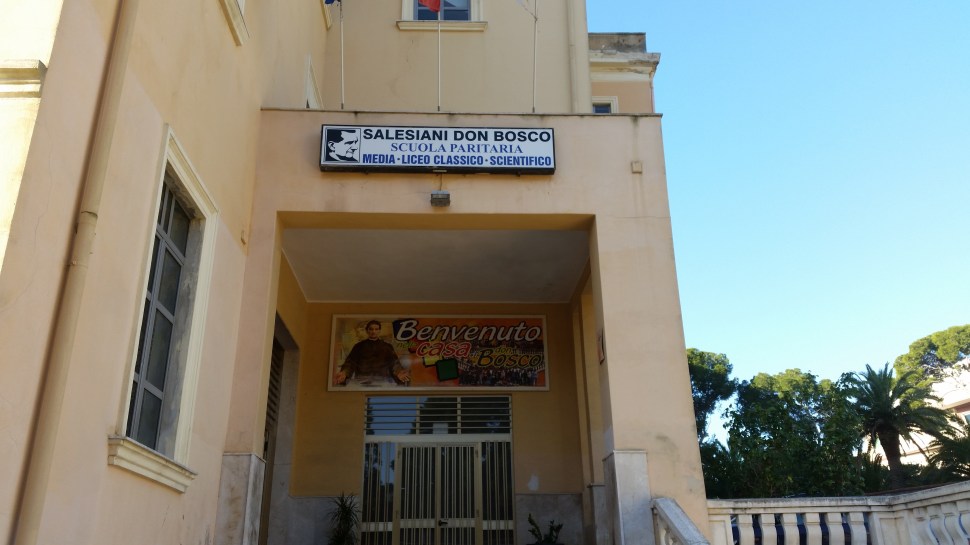 SALESIANI DON BOSCO
SCUOLA PARITARIA
MEDIA - LICEO CLASSICO - SCIENTIFICO
Benvenuto
casa
Bosco